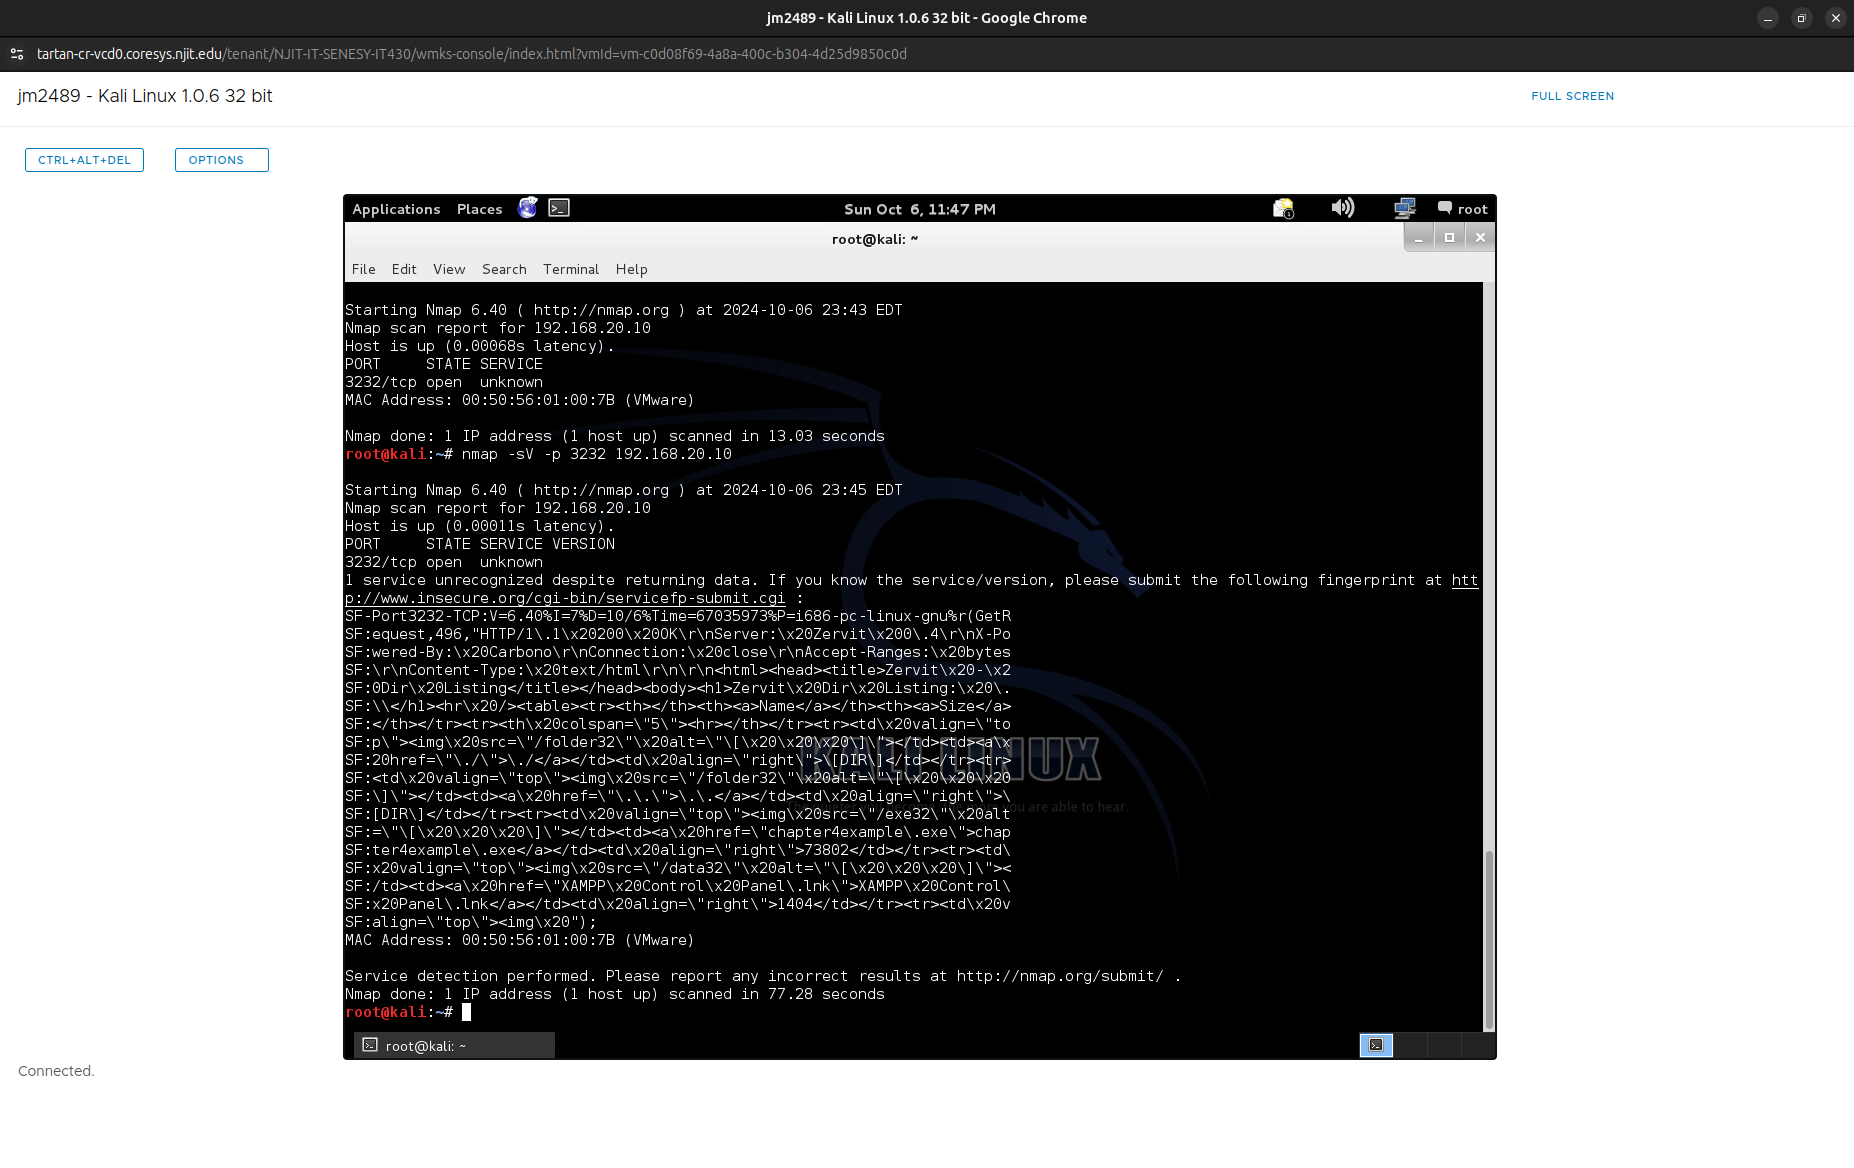 jm2489 - Kali Linux 1.0.6 32 bit - Google Chrome
tartan-cr-vcd0.coresys.njit.edu/tenant/NJIT-IT-SENESY-IT430/wmks-console/index.html?vmId=vm-c0d08f69-4a8a-400c-b304-4d25d9850c0d
jm2489 - Kali Linux 1.0.6 32 bit
FULL SCREEN
CTRL+ALT+DEL OPTIONS
Applications Places Sun Oct 6, 11:47 PM root
root@kali: ~
File Edit View Search Terminal Help
Starting Nmap 6.40 ( http://nmap.org ) at 2024-10-06 23:43 EDT
Nmap scan report for 192.168.20.10
Host is up (0.00068s latency).
PORT     STATE SERVICE
3232/tcp open  unknown
MAC Address: 00:50:56:01:00:7B (VMware)
Nmap done: 1 IP address (1 host up) scanned in 13.03 seconds
root@kali:~# nmap -sV -p 3232 192.168.20.10
Starting Nmap 6.40 ( http://nmap.org ) at 2024-10-06 23:45 EDT
Nmap scan report for 192.168.20.10
Host is up (0.00011s latency).
PORT     STATE SERVICE VERSION
3232/tcp open  unknown
1 service unrecognized despite returning data. If you know the service/version, please submit the following fingerprint at htt
p://www.insecure.org/cgi-bin/servicefp-submit.cgi :
SF-Port3232-TCP:V=6.40%I=7%D=10/6%Time=67035973%P=i686-pc-linux-gnu%r(GetR
SF:equest,496,"HTTP/1\.1\x20200\x20OK\r\nServer:\x20Zervit\x200\.4\r\nX-Po
SF:wered-By:\x20Carbono\r\nConnection:\x20close\r\nAccept-Ranges:\x20bytes
SF:\r\nContent-Type:\x20text/html\r\n\r\n<html><head><title>Zervit\x20-\x2
SF:0Dir\x20Listing</title></head><body><h1>Zervit\x20Dir\x20Listing:\x20\.
SF:\\</h1><hr\x20/><table><tr><th></th><th><a>Name</a></th><th><a>Size</a>
SF:</th></tr><tr><th\x20colspan=\"5\"><hr></th></tr><tr><td\x20valign=\"to
SF:p\"><img\x20src=\"/folder32\"\x20alt=\"\[\x20\x20\x20\]\"></td><td><a\x
SF:20href=\"\./\">\./</a></td><td\x20align=\"right\">\[DIR\]</td></tr><tr>
SF:<td\x20valign=\"top\"><img\x20src=\"/folder32\"\x20alt=\"\[\x20\x20\x20
SF:\]\"></td><td><a\x20href=\"\.\.\">\.\.</a></td><td\x20align=\"right\">\
SF:[DIR\]</td></tr><tr><td\x20valign=\"top\"><img\x20src=\"/exe32\"\x20alt
SF:=\"\[\x20\x20\x20\]\"></td><td><a\x20href=\"chapter4example\.exe\">chap
SF:ter4example\.exe</a></td><td\x20align=\"right\">73802</td></tr><tr><td\
SF:x20valign=\"top\"><img\x20src=\"/data32\"\x20alt=\"\[\x20\x20\x20\]\"><
SF:/td><td><a\x20href=\"XAMPP\x20Control\x20Panel\.lnk\">XAMPP\x20Control\
SF:x20Panel\.lnk</a></td><td\x20align=\"right\">1404</td></tr><tr><td\x20v
SF:align=\"top\"><img\x20");
MAC Address: 00:50:56:01:00:7B (VMware)
Service detection performed. Please report any incorrect results at http://nmap.org/submit/ .
Nmap done: 1 IP address (1 host up) scanned in 77.28 seconds
root@kali:~#
KALI LINUX
you are able to hear.
root@kali: ~
Connected.